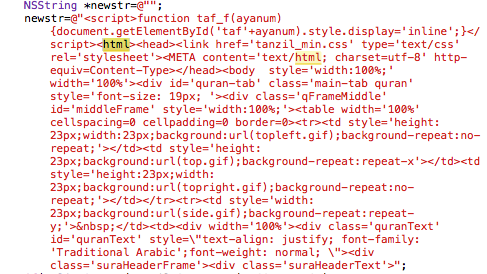 NSString *newstr=@"";
newstr=@"<script>function taf_f(ayanum)
{document.getElementById('taf'+ayanum).style.display='inline';}</
script><html><head><link href='tanzil_min.css' type='text/css'
rel='stylesheet'><META content='text/html; charset=utf-8' http-
equiv=Content-Type></head><body  style='width:100%;'
width='100%'><div id='quran-tab' class='main-tab quran'
style='font-size: 19px; '><div class='qFrameMiddle'
id='middleFrame' style='width:100%;'><table width='100%'
cellspacing=0 cellpadding=0 border=0><tr><td style='height:
23px;width:23px;background:url(topleft.gif);background-repeat:no-
repeat;'></td><td style='height:
23px;background:url(top.gif);background-repeat:repeat-x'></td><td
style='height:23px;width:
23px;background:url(topright.gif);background-repeat:no-
repeat;'></td></tr><tr><td style='width:
23px;background:url(side.gif);background-repeat:repeat-
y;'>&nbsp;</td><td><div width='100%'><div class='quranText'
id='quranText' style=\"text-align: justify; font-family:
'Traditional Arabic';font-weight: normal; \"><div
class='suraHeaderFrame'><div class='suraHeaderText'>";